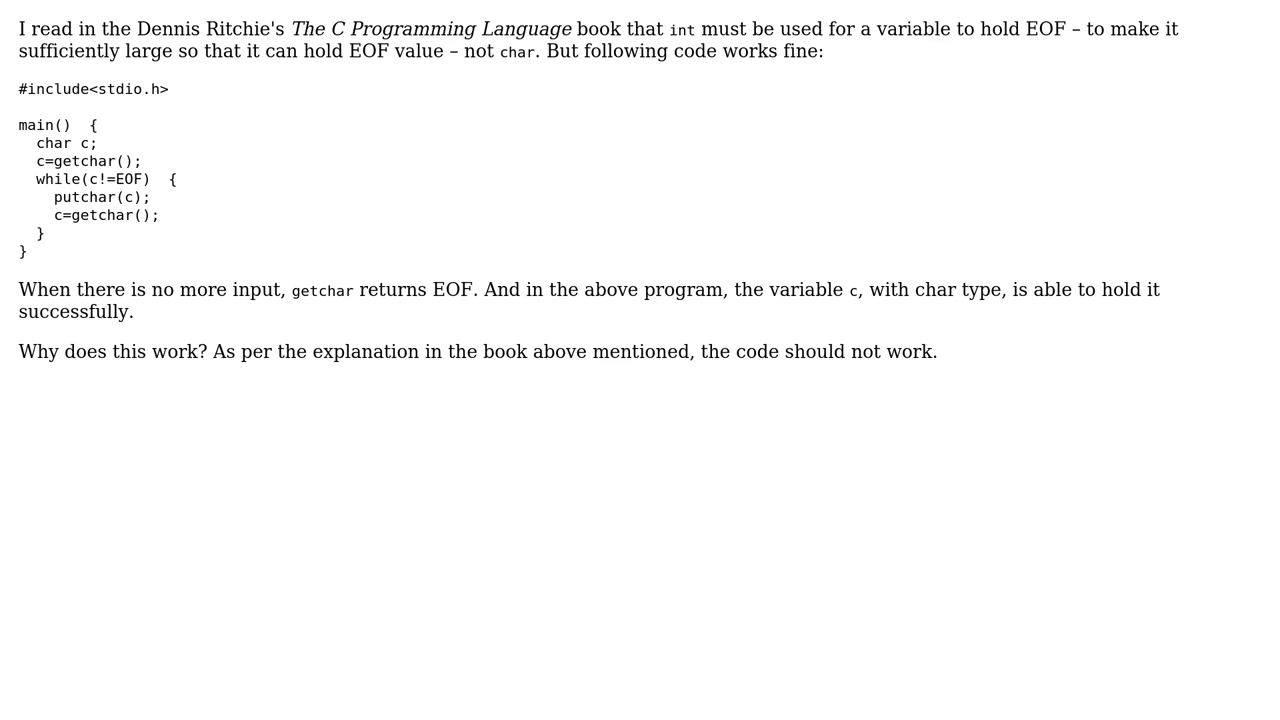 I read in the Dennis Ritchie's The C Programming Language book that int must be used for a variable to hold EOF – to make it
sufficiently large so that it can hold EOF value – not char. But following code works fine:
#include<stdio.h>
main()  {
  char c;
  c=getchar();
  while(c!=EOF)  {
    putchar(c);
    c=getchar();
  }
}
When there is no more input, getchar returns EOF. And in the above program, the variable c, with char type, is able to hold it
successfully.
Why does this work? As per the explanation in the book above mentioned, the code should not work.